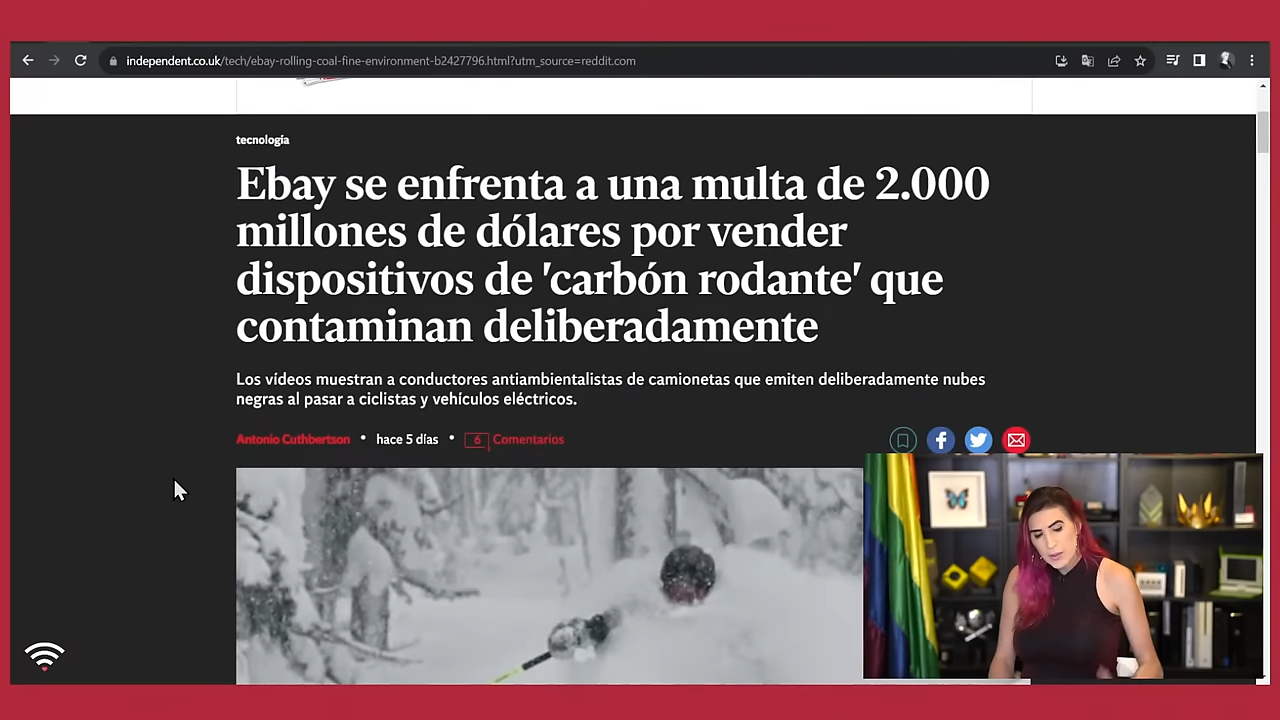 independent.co.uk/tech/ebay-rolling-coal-fine-environment-b2427796.html?utm_source=reddit.com
tecnología
Ebay se enfrenta a una multa de 2.000
millones de dólares por vender
dispositivos de 'carbón rodante' que
contaminan deliberadamente
Los vídeos muestran a conductores antiambientalistas de camionetas que emiten deliberadamente nubes
negras al pasar a ciclistas y vehículos eléctricos.
Antonio Cuthbertson • hace 5 días • 6 Comentarios